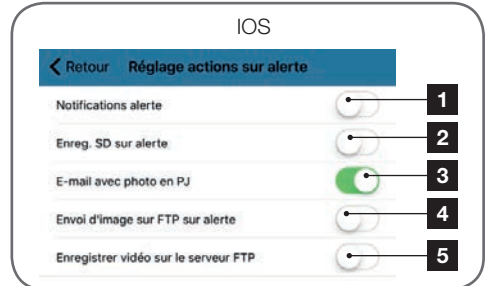 IOS
Retour Réglage actions sur alerte
Notifications alerte 1
Enreg. SD sur alerte 2
E-mail avec photo en PJ 3
Envoi d'image sur FTP sur alerte 4
Enregistrer vidéo sur le serveur FTP 5